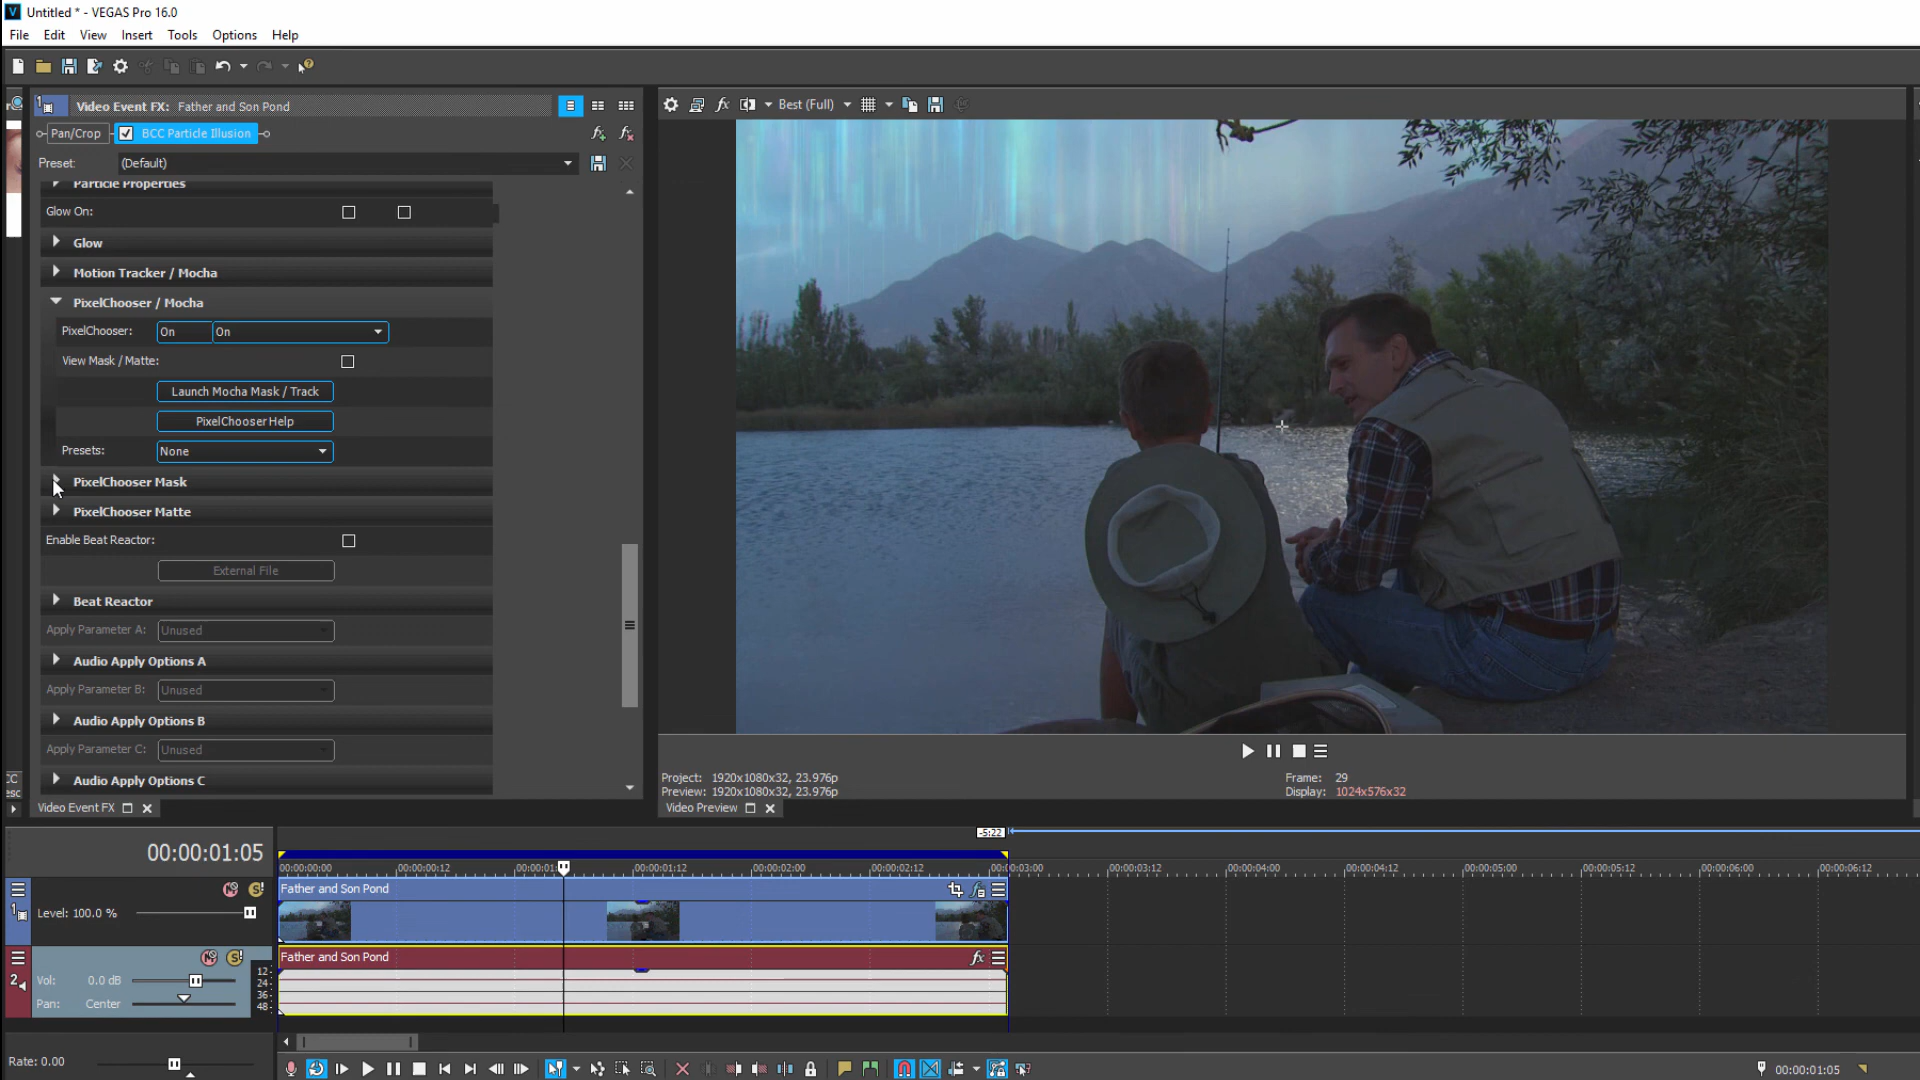 Untitled * - VEGAS Pro 16.0
File Edit View Insert Tools Options Help
Video Event FX: Father and Son Pond
Pan/Crop BCC Particle Illusion
Preset: (Default)
Best (Full)
Particle Properties
Glow On:
Glow
Motion Tracker / Mocha
PixelChooser / Mocha
PixelChooser: On On
View Mask / Matte:
Launch Mocha Mask / Track
PixelChooser Help
Presets: None
PixelChooser Mask
PixelChooser Matte
Enable Beat Reactor:
External File
Beat Reactor
Apply Parameter A: Unused
Audio Apply Options A
Apply Parameter B: Unused
Audio Apply Options B
Apply Parameter C: Unused
Audio Apply Options C
Video Event FX
Project: 1920x1080x32, 23.976p
Preview: 1920x1080x32, 23.976p
Frame: 29
Display: 1024x576x32
Video Preview
-5:22
00:00:01:05
00:00:00:00 00:00:00:12 00:00:01:12 00:00:02:00 00:00:02:12 00:00:03:00 00:00:03:12 00:00:04:00 00:00:04:12 00:00:05:00 00:00:05:12 00:00:06:00 00:00:06:12
1
Level: 100.0 %
Father and Son Pond
2
Vol: 0.0 dB
Pan: Center
12
24
36
48
Father and Son Pond
Rate: 0.00
00:00:01:05